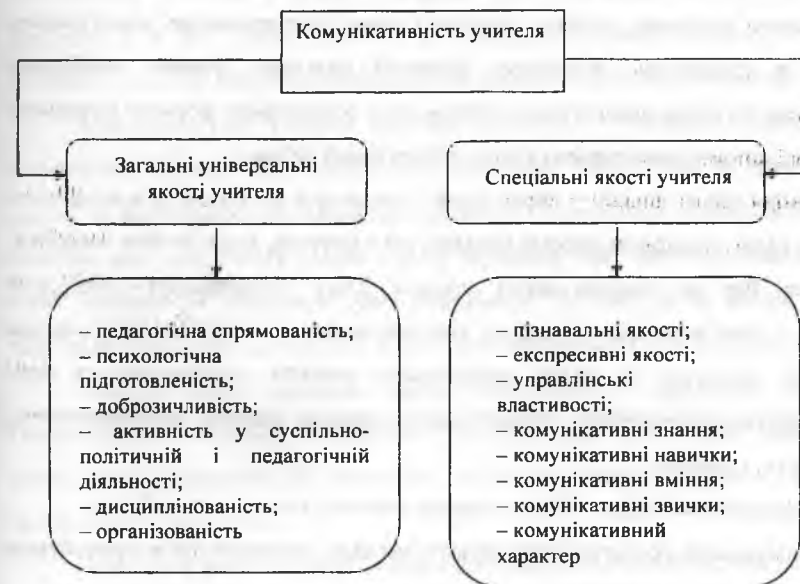 Комунікативність учителя
Загальні універсальні
якості учителя
Спеціальні якості учителя
– педагогічна спрямованість;
– психологічна
підготовленість;
– доброзичливість;
– активність у суспільно-
політичній і педагогічній
діяльності;
– дисциплінованість;
– організованість
– пізнавальні якості;
– експресивні якості;
– управлінські
властивості;
– комунікативні знання;
– комунікативні навички;
– комунікативні вміння;
– комунікативні звички;
– комунікативний
характер